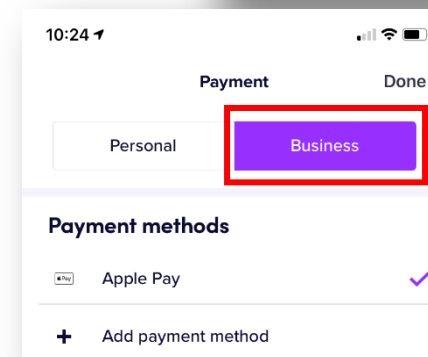 10:24
Payment Done
Personal Business
Payment methods
Pay Apple Pay
+ Add payment method